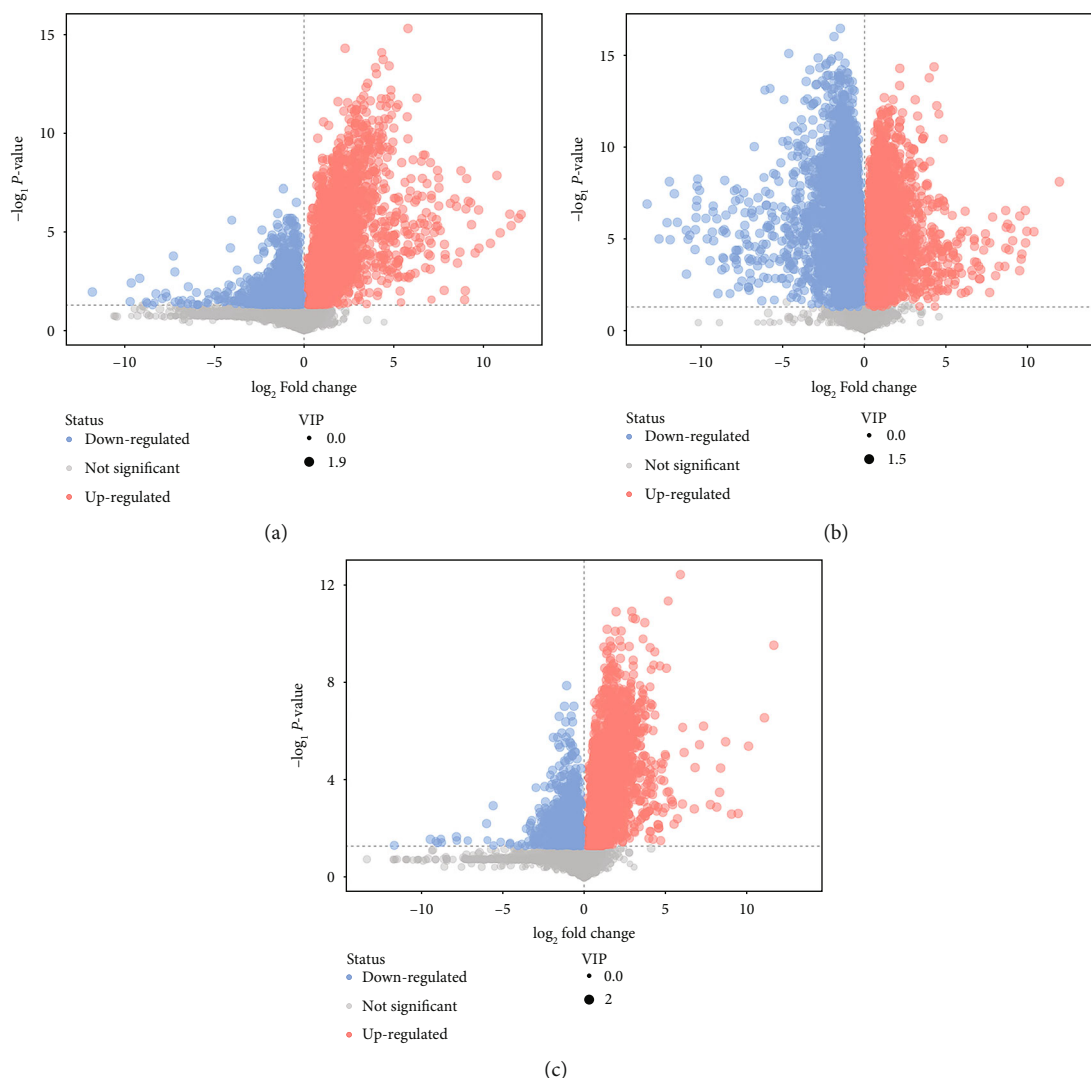 15
10
5
0
−log₁ P-value
−10
−5
0
5
10
log₂ Fold change
Status
Down-regulated
Not significant
Up-regulated
VIP
0.0
1.9
(a)
15
10
5
0
−log₁ P-value
−10
−5
0
5
10
log₂ Fold change
Status
Down-regulated
Not significant
Up-regulated
VIP
0.0
1.5
(b)
12
8
4
0
−log₁ P-value
−10
−5
0
5
10
log₂ fold change
Status
Down-regulated
Not significant
Up-regulated
VIP
0.0
2
(c)